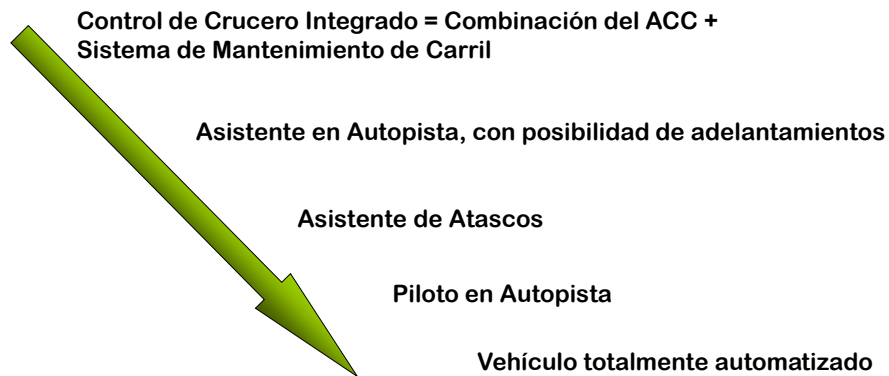 Control de Crucero Integrado = Combinación del ACC +
Sistema de Mantenimiento de Carril
Asistente en Autopista, con posibilidad de adelantamientos
Asistente de Atascos
Piloto en Autopista
Vehículo totalmente automatizado